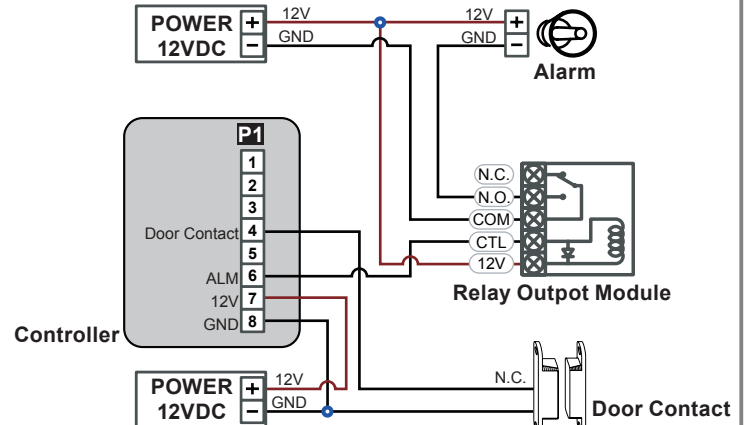 POWER 12VDC
+
−
12V
GND
12V
GND
+
−
Alarm
P1
1
2
3
Door Contact 4
5
ALM 6
12V 7
GND 8
Controller
N.C.
N.O.
COM
CTL
12V
Relay Outpot Module
POWER 12VDC
+
−
12V
GND
N.C.
Door Contact